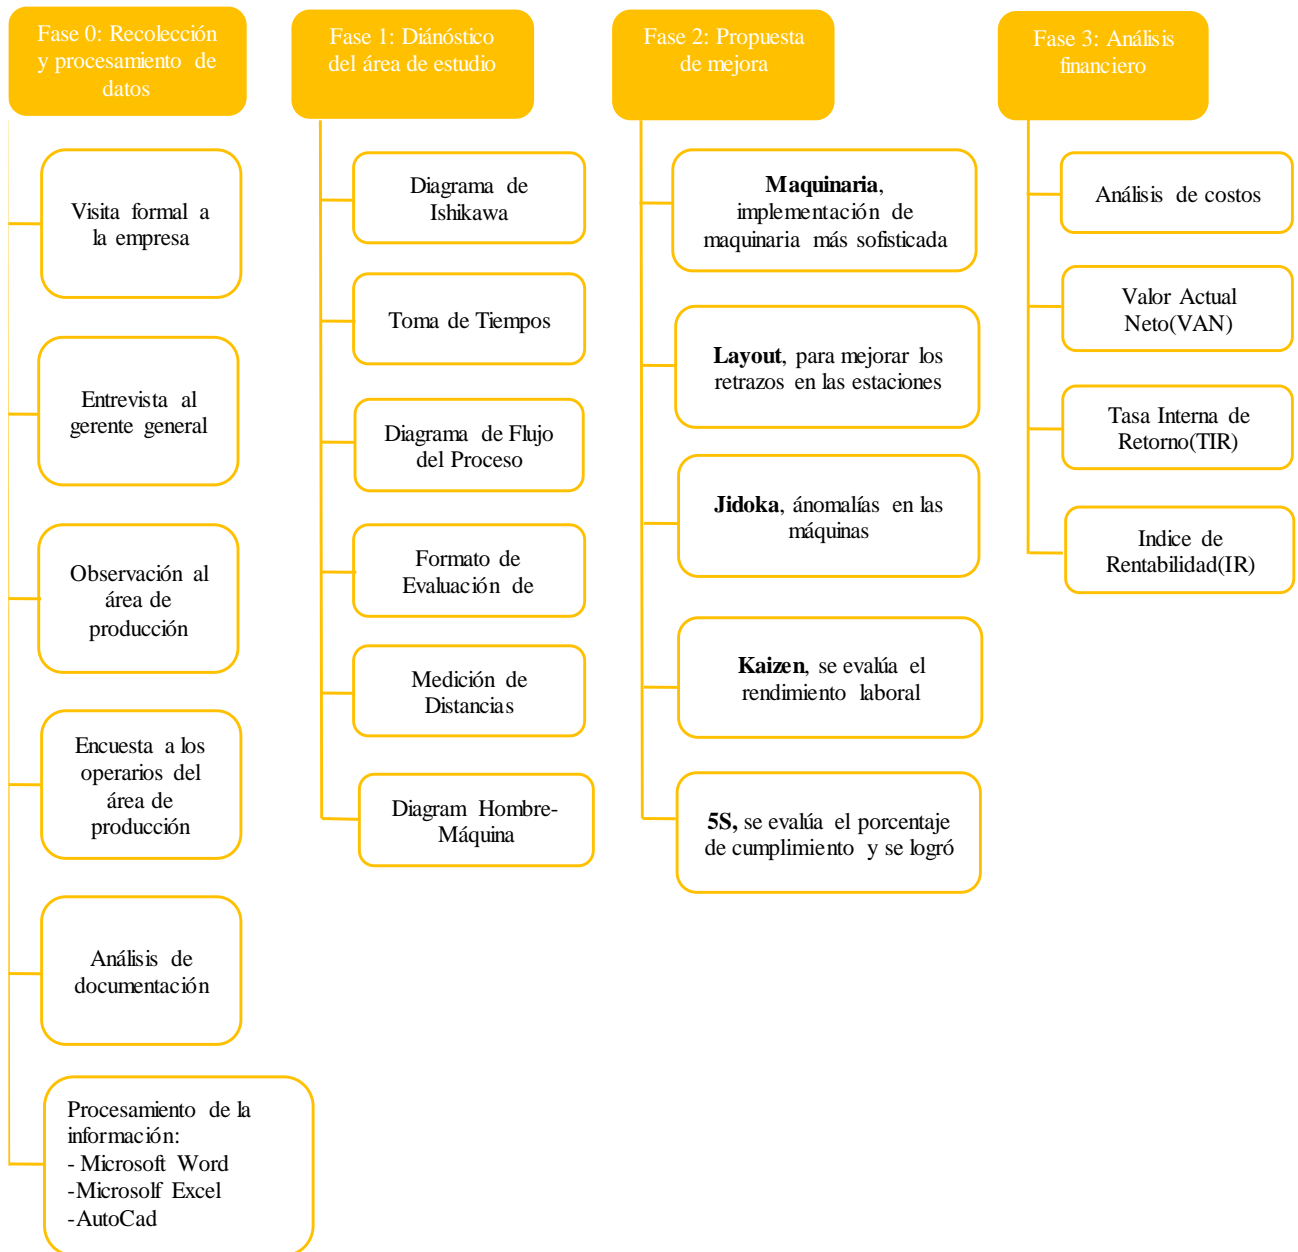 Fase 0: Recolección
y procesamiento de
datos
Visita formal a
la empresa
Entrevista al
gerente general
Observación al
área de
producción
Encuesta a los
operarios del
área de
producción
Análisis de
documentación
Procesamiento de la
información:
- Microsoft Word
-Microsolf Excel
-AutoCad
Fase 1: Diánóstico
del área de estudio
Diagrama de
Ishikawa
Toma de Tiempos
Diagrama de Flujo
del Proceso
Formato de
Evaluación de
Medición de
Distancias
Diagram Hombre-
Máquina
Fase 2: Propuesta
de mejora
Maquinaria,
implementación de
maquinaria más sofisticada
Layout, para mejorar los
retrazos en las estaciones
Jidoka, ánomalías en las
máquinas
Kaizen, se evalúa el
rendimiento laboral
5S, se evalúa el porcentaje
de cumplimiento y se logró
Fase 3: Análisis
financiero
Análisis de costos
Valor Actual
Neto(VAN)
Tasa Interna de
Retorno(TIR)
Indice de
Rentabilidad(IR)